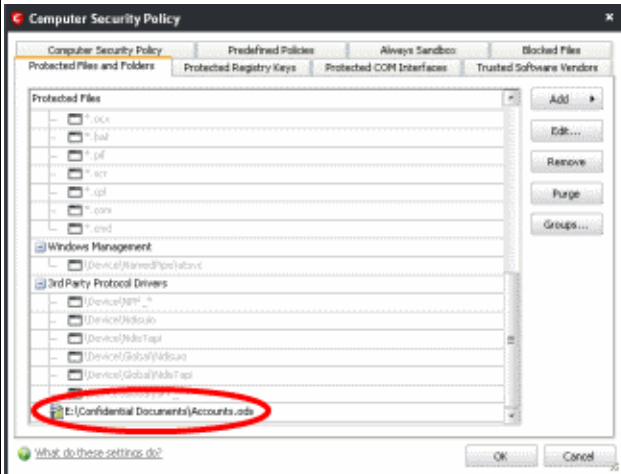 Computer Security Policy
Computer Security Policy
Predefined Policies
Always Sandbox
Blocked Files
Protected Files and Folders
Protected Registry Keys
Protected COM Interfaces
Trusted Software Vendors
Protected Files
Add
*.ocx
*.bat
Edit...
*.pif
*.scr
Remove
*.cpl
Purge
*.com
*.cmd
Groups...
Windows Management
\Device\NamedPipe\atsvc
3rd Party Protocol Drivers
\Device\NPF_*
\Device\Ndisuio
\Device\NdisTapi
\Device\Global\Ndisuio
\Device\Global\NdisTapi
E:\Confidential Documents\Accounts.ods
What do these settings do?
OK
Cancel